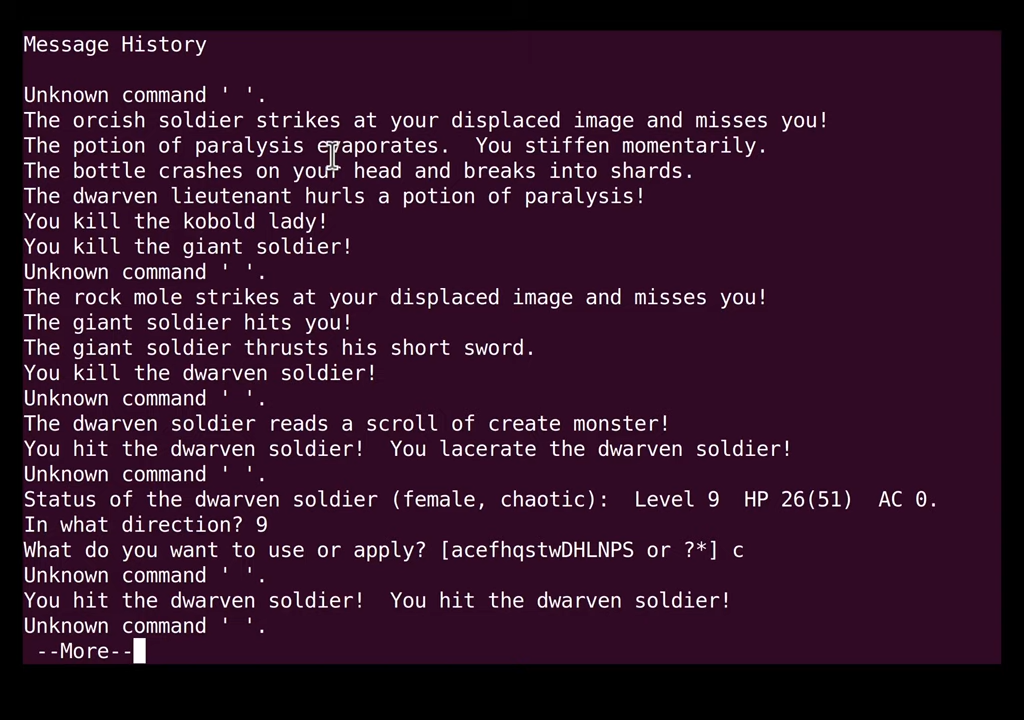 Message History
Unknown command ' '.
The orcish soldier strikes at your displaced image and misses you!
The potion of paralysis evaporates.  You stiffen momentarily.
The bottle crashes on your head and breaks into shards.
The dwarven lieutenant hurls a potion of paralysis!
You kill the kobold lady!
You kill the giant soldier!
Unknown command ' '.
The rock mole strikes at your displaced image and misses you!
The giant soldier hits you!
The giant soldier thrusts his short sword.
You kill the dwarven soldier!
Unknown command ' '.
The dwarven soldier reads a scroll of create monster!
You hit the dwarven soldier!  You lacerate the dwarven soldier!
Unknown command ' '.
Status of the dwarven soldier (female, chaotic):  Level 9  HP 26(51)  AC 0.
In what direction? 9
What do you want to use or apply? [acefhqstwDHLNPS or ?*] c
Unknown command ' '.
You hit the dwarven soldier!  You hit the dwarven soldier!
Unknown command ' '.
--More--